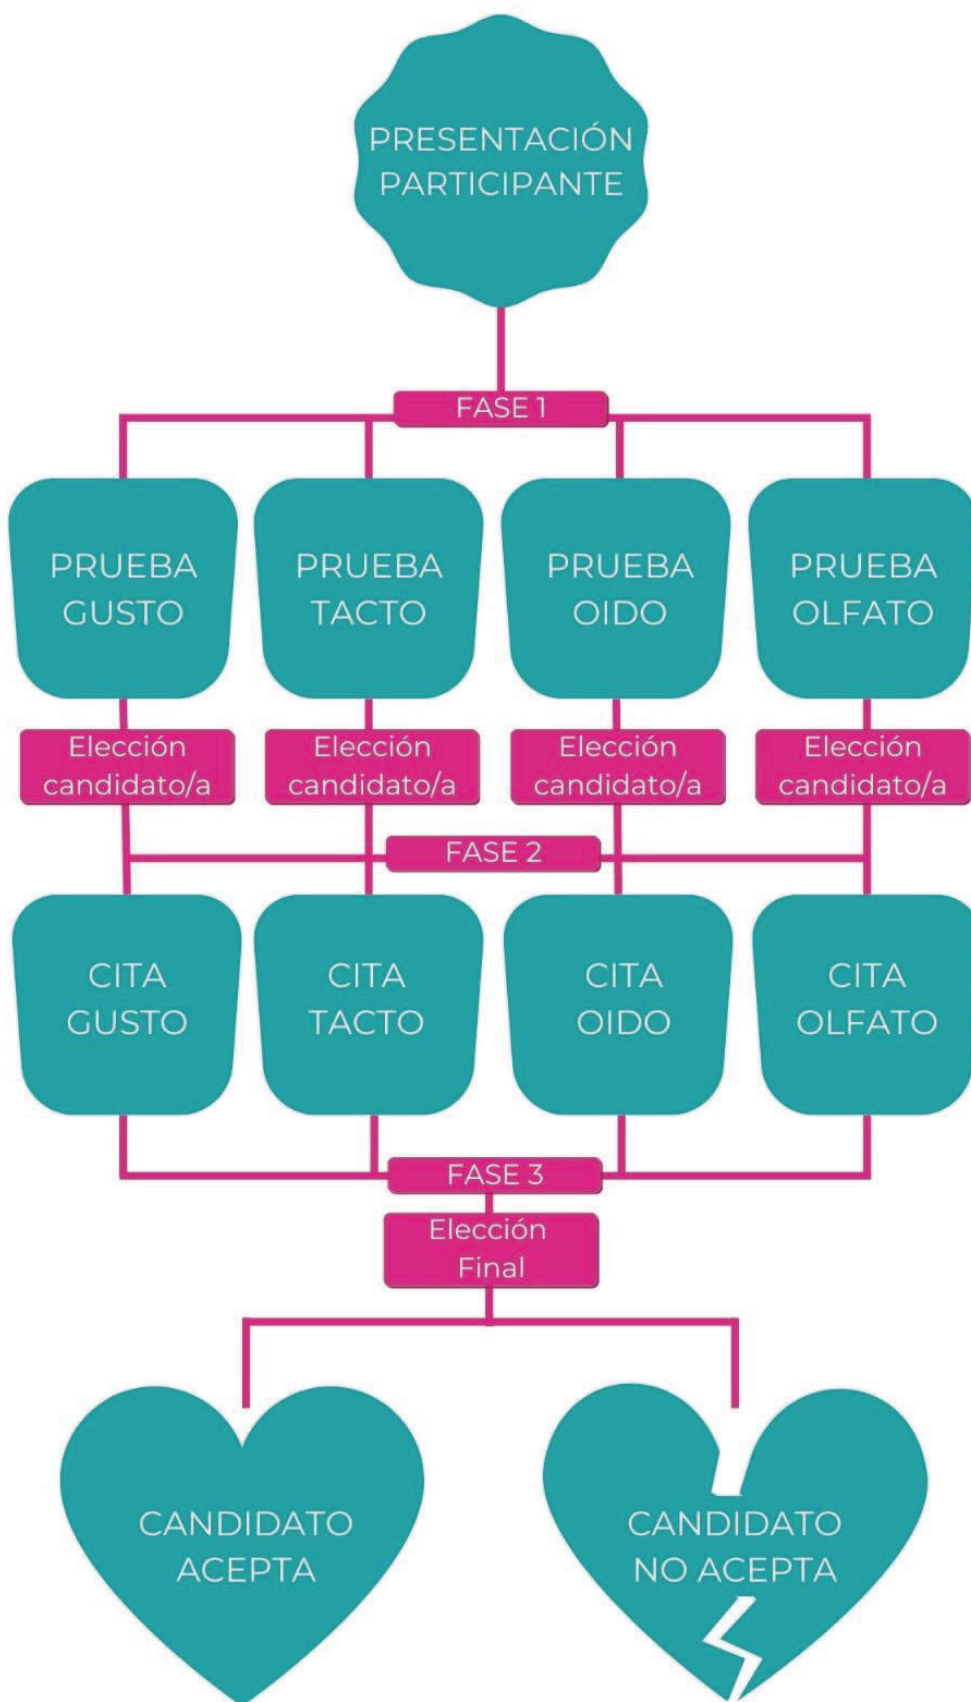 PRESENTACIÓN
PARTICIPANTE
FASE 1
PRUEBA
GUSTO
PRUEBA
TACTO
PRUEBA
OIDO
PRUEBA
OLFATO
Elección
candidato/a
Elección
candidato/a
Elección
candidato/a
Elección
candidato/a
FASE 2
CITA
GUSTO
CITA
TACTO
CITA
OIDO
CITA
OLFATO
FASE 3
Elección
Final
CANDIDATO
ACEPTA
CANDIDATO
NO ACEPTA